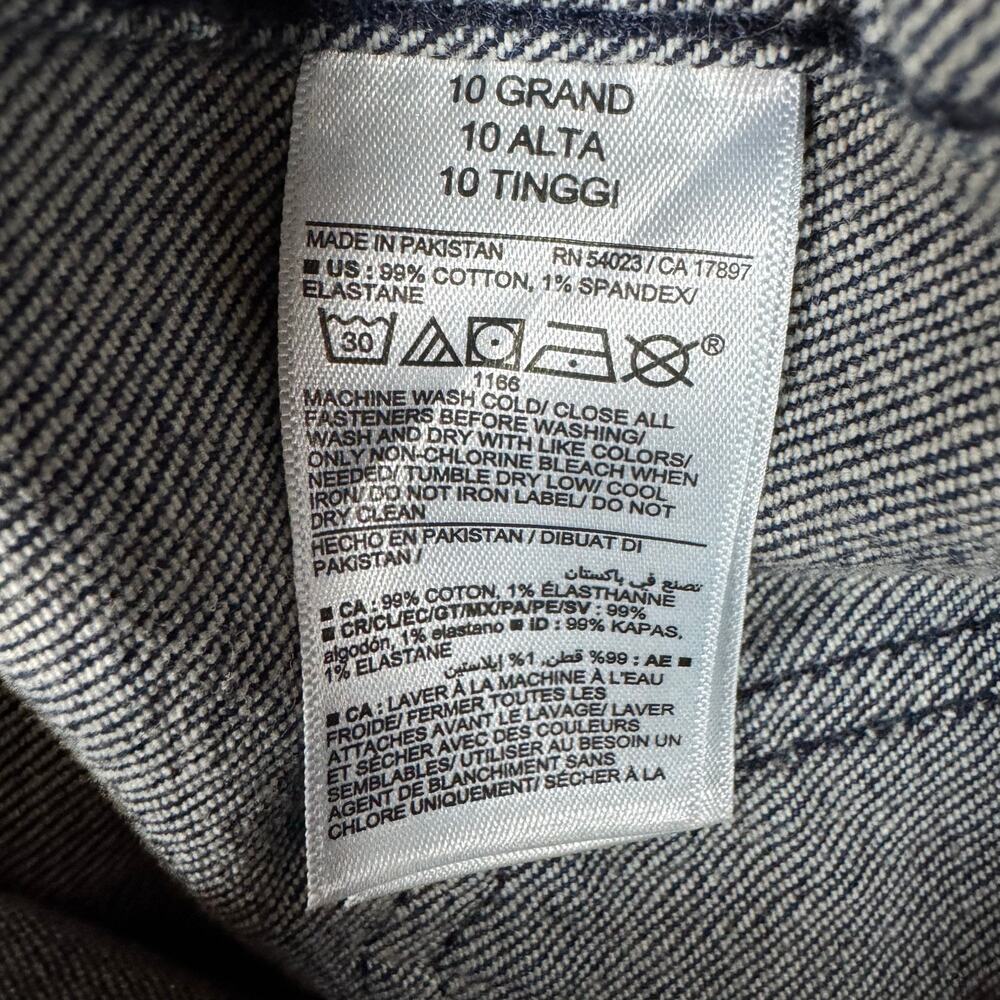 10 GRAND
10 ALTA
10 TINGGI
MADE IN PAKISTAN RN 54023 / CA 17897
■ US : 99% COTTON, 1% SPANDEX/
ELASTANE
30
®
1166
MACHINE WASH COLD/ CLOSE ALL
FASTENERS BEFORE WASHING/
WASH AND DRY WITH LIKE COLORS/
ONLY NON-CHLORINE BLEACH WHEN
NEEDED/ TUMBLE DRY LOW/ COOL
IRON/ DO NOT IRON LABEL/ DO NOT
DRY CLEAN
HECHO EN PAKISTAN / DIBUAT DI
PAKISTAN /
تصنع في باكستان
■ CA : 99% COTON, 1% ÉLASTHANNE
■ CR/CL/EC/GT/MX/PA/PE/SV : 99%
algodón, 1% elastano ■ ID : 99% KAPAS,
1% ELASTANE
■ AE : 99% قطن, 1% إيلاستين
■ CA : LAVER À LA MACHINE À L'EAU
FROIDE/ FERMER TOUTES LES
ATTACHES AVANT LE LAVAGE/ LAVER
ET SÉCHER AVEC DES COULEURS
SEMBLABLES/ UTILISER AU BESOIN UN
AGENT DE BLANCHIMENT SANS
CHLORE UNIQUEMENT/ SÉCHER À LA